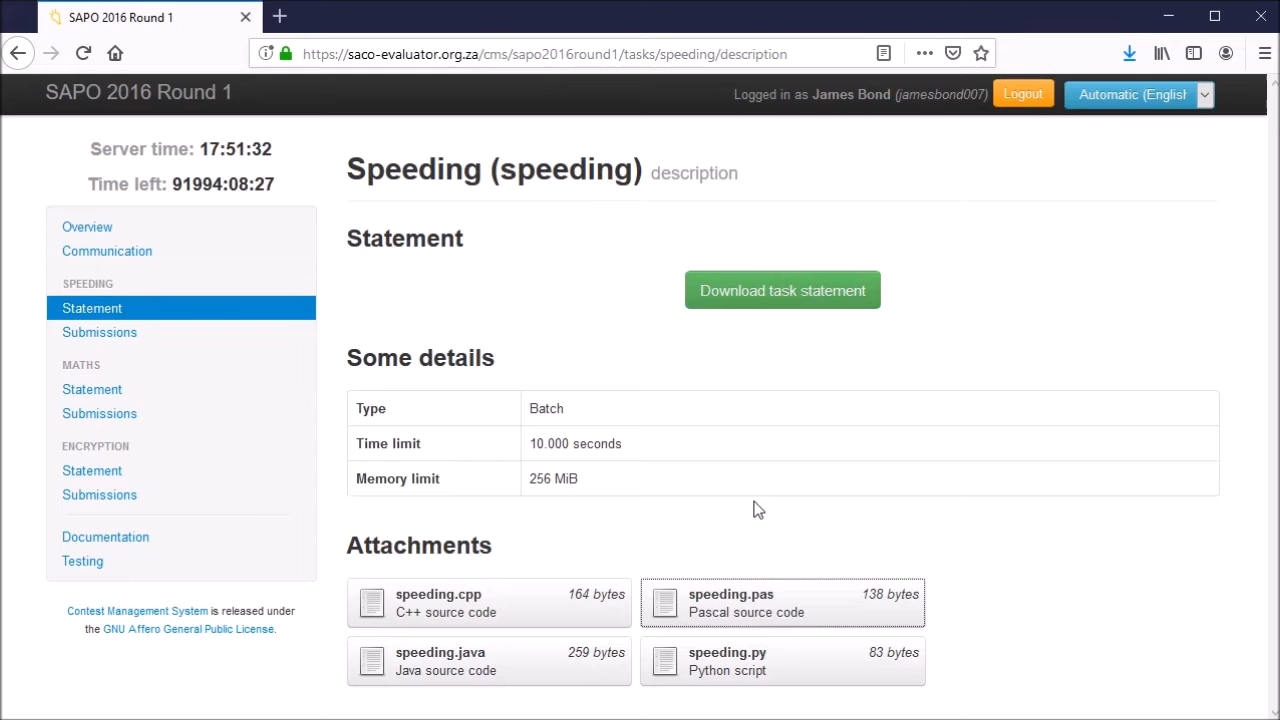 SAPO 2016 Round 1
https://saco-evaluator.org.za/cms/sapo2016round1/tasks/speeding/description
SAPO 2016 Round 1
Logged in as James Bond (jamesbond007)
Logout
Automatic (English
Server time: 17:51:32
Time left: 91994:08:27
Overview
Communication
SPEEDING
Statement
Submissions
MATHS
Statement
Submissions
ENCRYPTION
Statement
Submissions
Documentation
Testing
Contest Management System is released under
the GNU Affero General Public License.
Speeding (speeding) description
Statement
Download task statement
Some details
Type Batch
Time limit 10.000 seconds
Memory limit 256 MiB
Attachments
speeding.cpp 164 bytes
C++ source code
speeding.pas 138 bytes
Pascal source code
speeding.java 259 bytes
Java source code
speeding.py 83 bytes
Python script